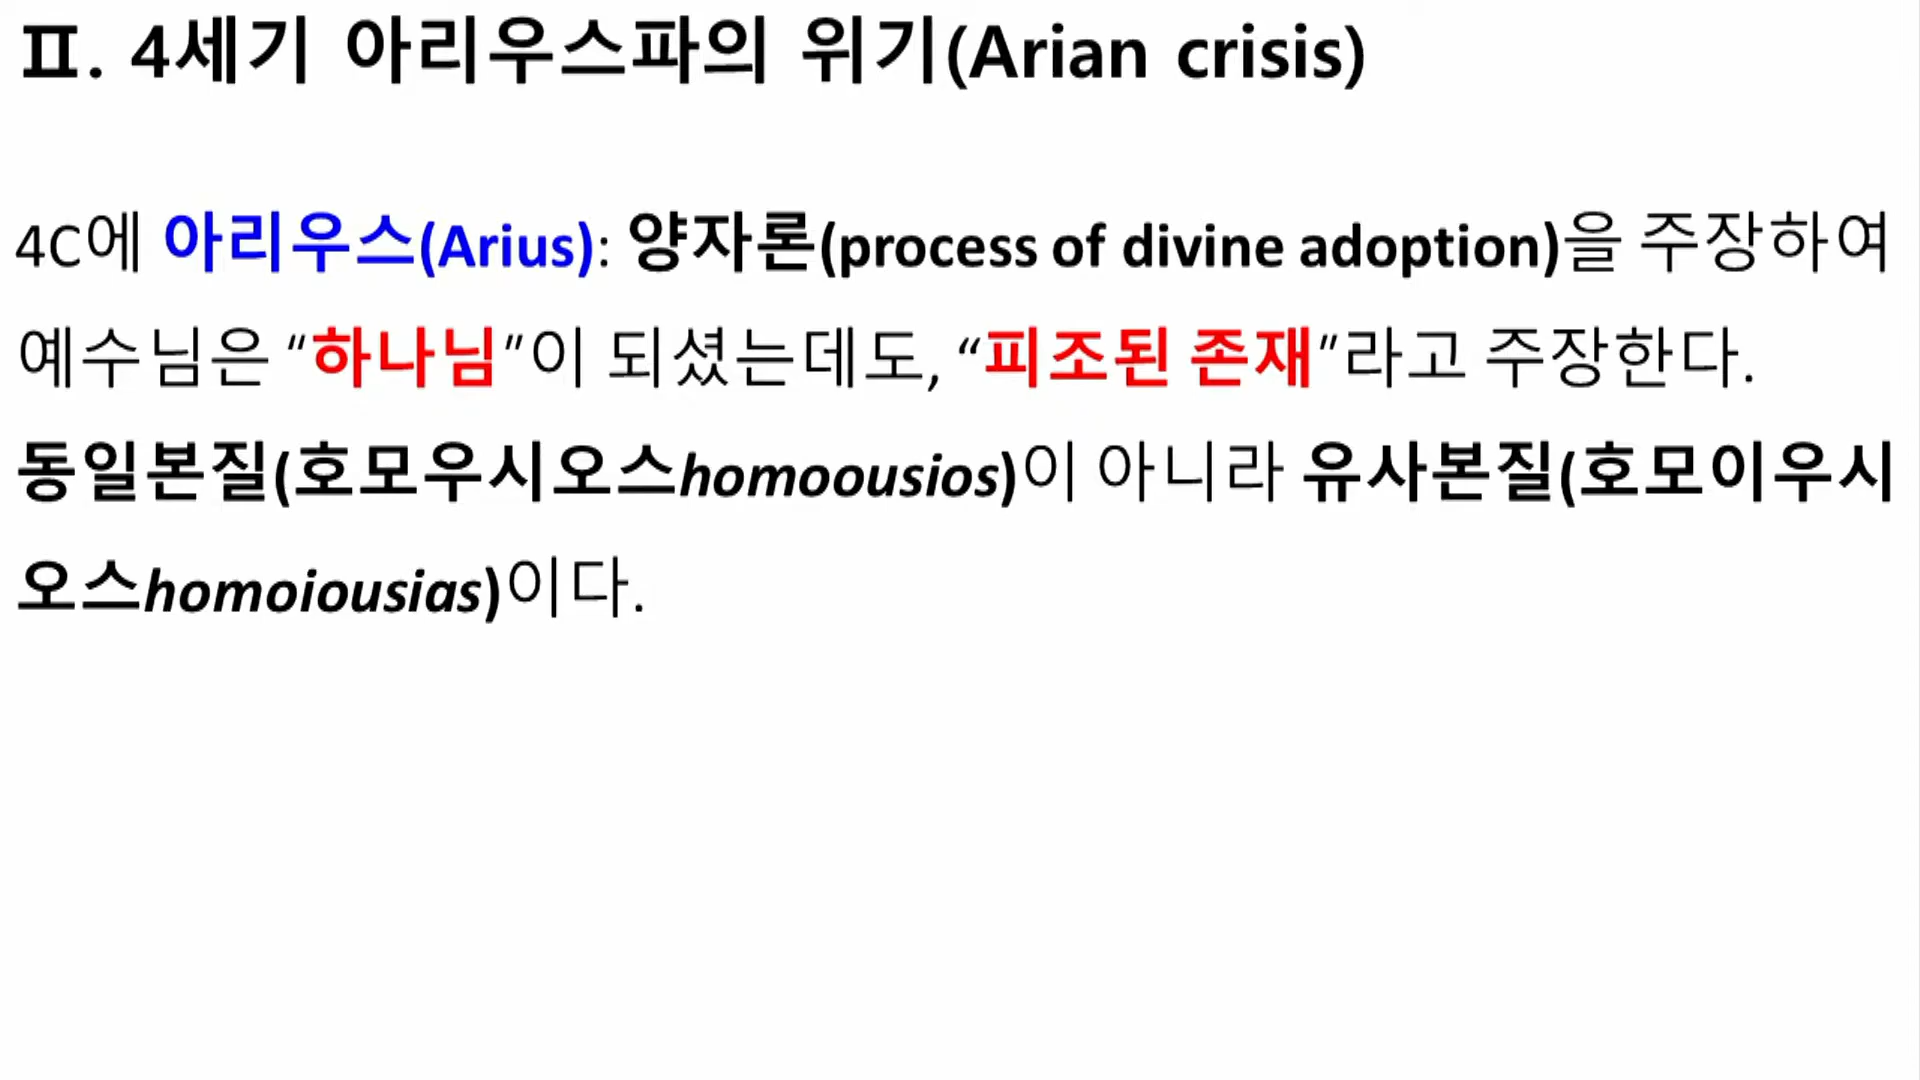 Ⅱ. 4세기 아리우스파의 위기(Arian crisis)
4C에 아리우스(Arius): 양자론(process of divine adoption)을 주장하여
예수님은 “하나님”이 되셨는데도, “피조된 존재”라고 주장한다.
동일본질(호모우시오스homoousios)이 아니라 유사본질(호모이우시
오스homoiousias)이다.